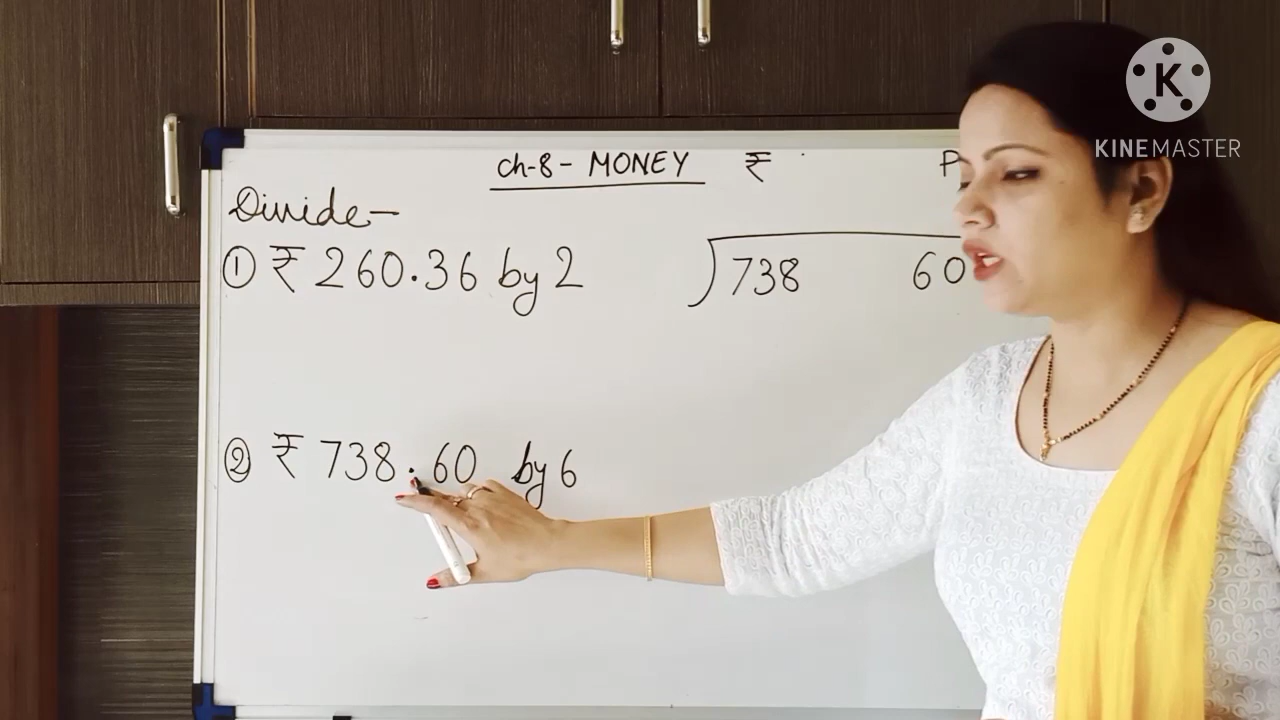 ch-8- MONEY ₹ P
Divide-
① ₹ 260.36 by 2
738 60
② ₹ 738.60 by 6
K
KINEMASTER